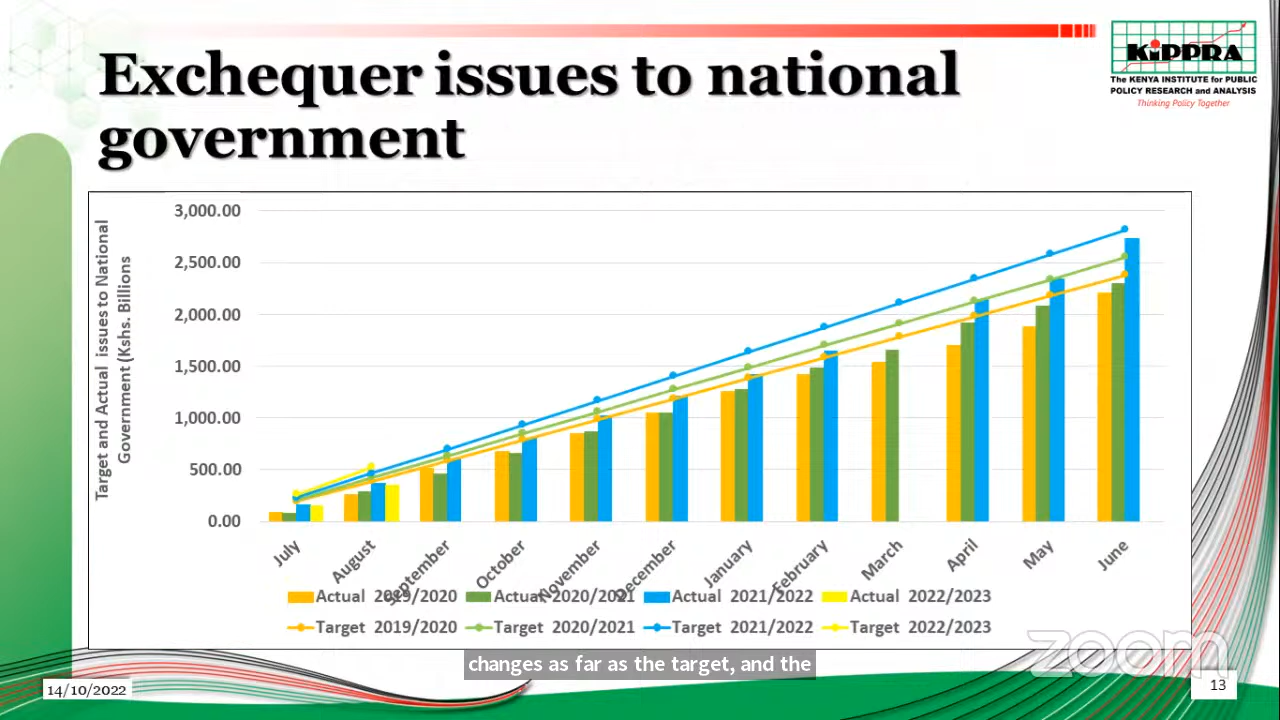 Exchequer issues to national
government
KIPPRA
The KENYA INSTITUTE for PUBLIC
POLICY RESEARCH and ANALYSIS
Thinking Policy Together
Target and Actual issues to National
Government (Kshs. Billions
3,000.00
2,500.00
2,000.00
1,500.00
1,000.00
500.00
0.00
July
August
September
October
November
December
January
February
March
April
May
June
Actual 2019/2020
Actual 2020/2021
Actual 2021/2022
Actual 2022/2023
Target 2019/2020
Target 2020/2021
Target 2021/2022
Target 2022/2023
zoom
changes as far as the target, and the
14/10/2022
13